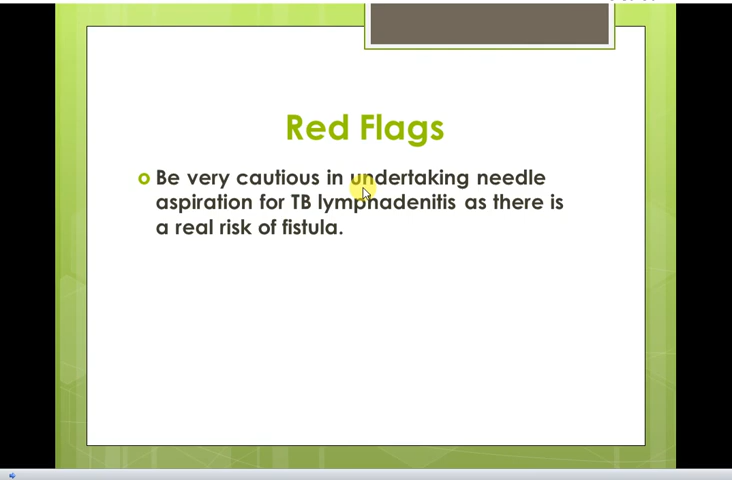 Red Flags
Be very cautious in undertaking needle
aspiration for TB lymphadenitis as there is
a real risk of fistula.